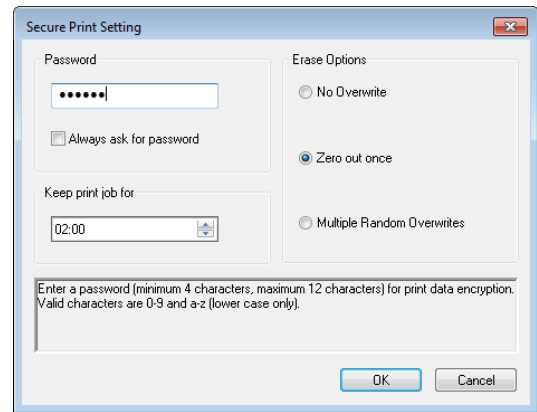 Secure Print Setting
Password
••••••
Always ask for password
Keep print job for
02:00
Erase Options
No Overwrite
Zero out once
Multiple Random Overwrites
Enter a password (minimum 4 characters, maximum 12 characters) for print data encryption.
Valid characters are 0-9 and a-z (lower case only).
OK
Cancel